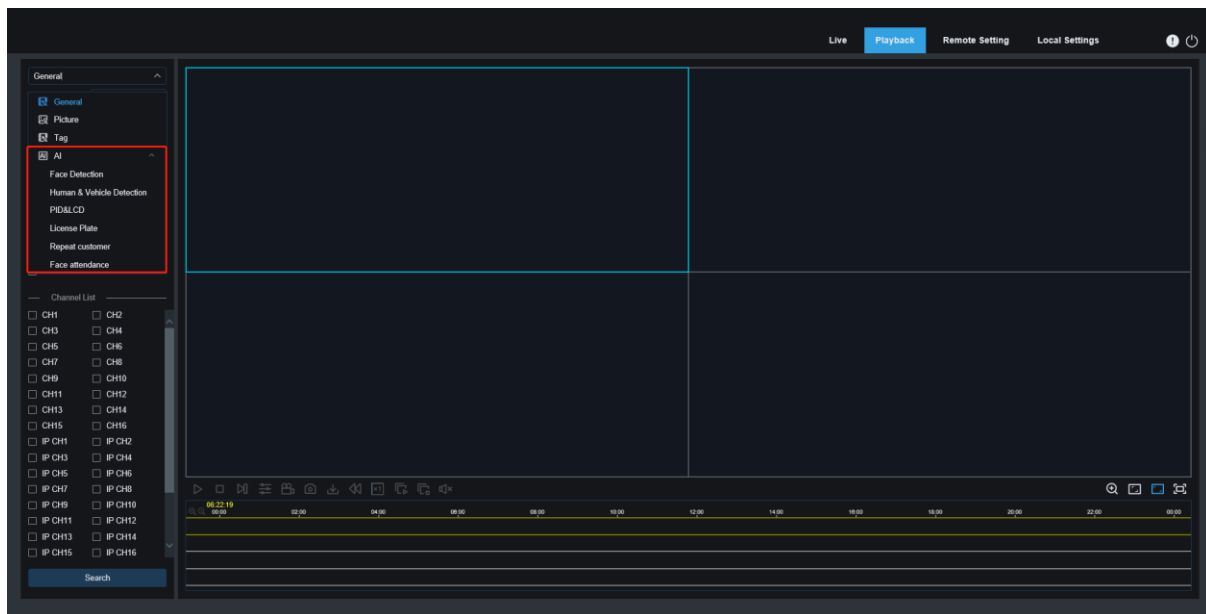 Live Playback Remote Setting Local Settings
General
General
Picture
Tag
AI
Face Detection
Human & Vehicle Detection
PID&LCD
License Plate
Repeat customer
Face attendance
Channel List
CH1 CH2
CH3 CH4
CH5 CH6
CH7 CH8
CH9 CH10
CH11 CH12
CH13 CH14
CH15 CH16
IP CH1 IP CH2
IP CH3 IP CH4
IP CH5 IP CH6
IP CH7 IP CH8
IP CH9 IP CH10
IP CH11 IP CH12
IP CH13 IP CH14
IP CH15 IP CH16
Search
x1
06:22:19
00:00 02:00 04:00 06:00 08:00 10:00 12:00 14:00 16:00 18:00 20:00 22:00 00:00